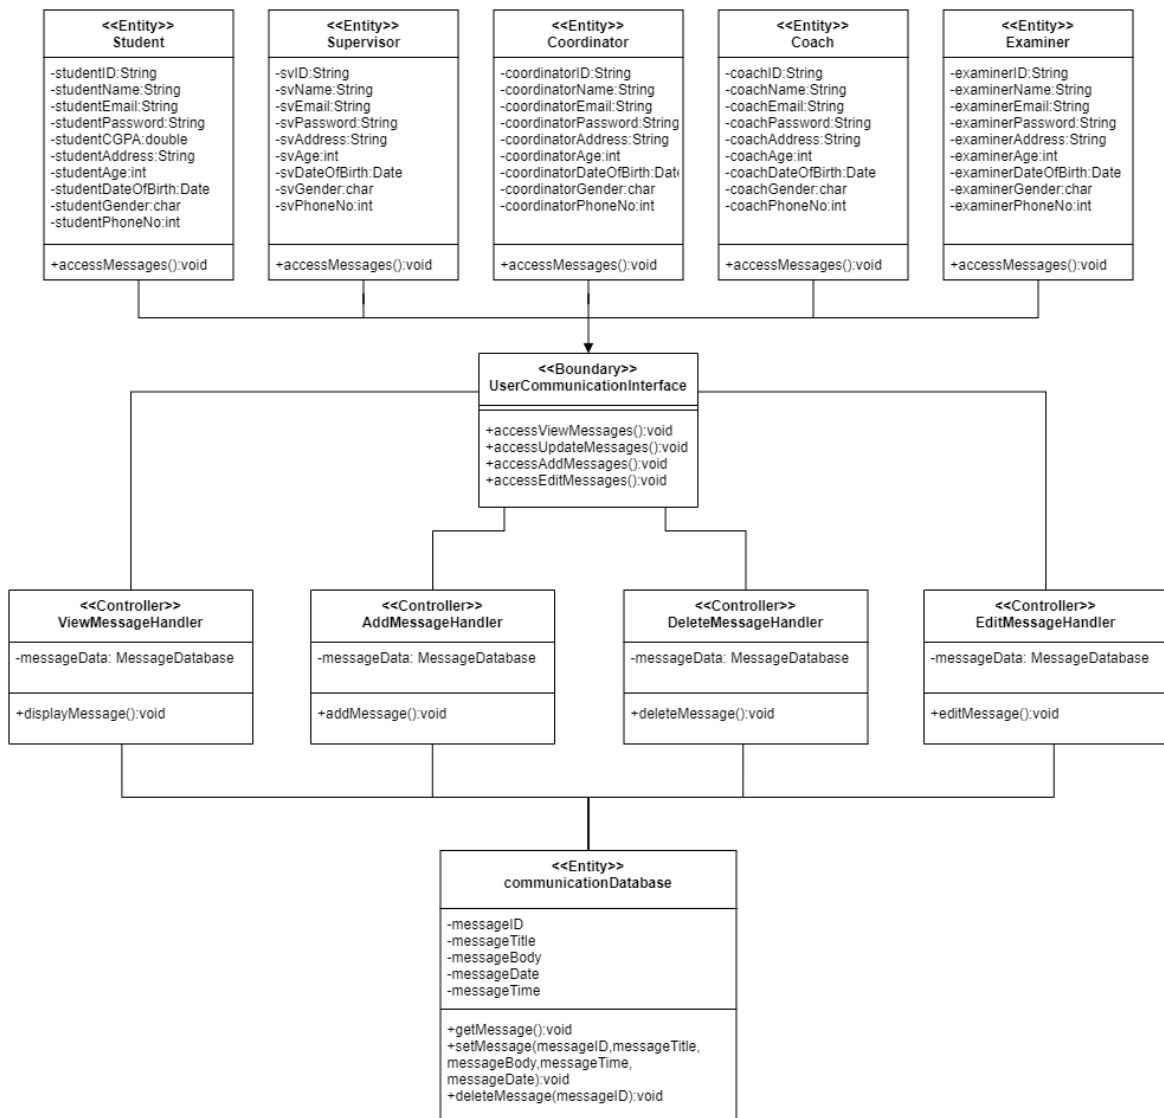 <<Entity>>
Student
-studentID:String
-studentName:String
-studentEmail:String
-studentPassword:String
-studentCGPA:double
-studentAddress:String
-studentAge:int
-studentDateOfBirth:Date
-studentGender:char
-studentPhoneNo:int
+accessMessages():void
<<Entity>>
Supervisor
-svID:String
-svName:String
-svEmail:String
-svPassword:String
-svAddress:String
-svAge:int
-svDateOfBirth:Date
-svGender:char
-svPhoneNo:int
+accessMessages():void
<<Entity>>
Coordinator
-coordinatorID:String
-coordinatorName:String
-coordinatorEmail:String
-coordinatorPassword:String
-coordinatorAddress:String
-coordinatorAge:int
-coordinatorDateOfBirth:Date
-coordinatorGender:char
-coordinatorPhoneNo:int
+accessMessages():void
<<Entity>>
Coach
-coachID:String
-coachName:String
-coachEmail:String
-coachPassword:String
-coachAddress:String
-coachAge:int
-coachDateOfBirth:Date
-coachGender:char
-coachPhoneNo:int
+accessMessages():void
<<Entity>>
Examiner
-examinerID:String
-examinerName:String
-examinerEmail:String
-examinerPassword:String
-examinerAddress:String
-examinerAge:int
-examinerDateOfBirth:Date
-examinerGender:char
-examinerPhoneNo:int
+accessMessages():void
<<Boundary>>
UserCommunicationInterface
+accessViewMessages():void
+accessUpdateMessages():void
+accessAddMessages():void
+accessEditMessages():void
<<Controller>>
ViewMessageHandler
-messageData: MessageDatabase
+displayMessage():void
<<Controller>>
AddMessageHandler
-messageData: MessageDatabase
+addMessage():void
<<Controller>>
DeleteMessageHandler
-messageData: MessageDatabase
+deleteMessage():void
<<Controller>>
EditMessageHandler
-messageData: MessageDatabase
+editMessage():void
<<Entity>>
communicationDatabase
-messageID
-messageTitle
-messageBody
-messageDate
-messageTime
+getMessage():void
+setMessage(messageID,messageTitle,
messageBody,messageTime,
messageDate):void
+deleteMessage(messageID):void